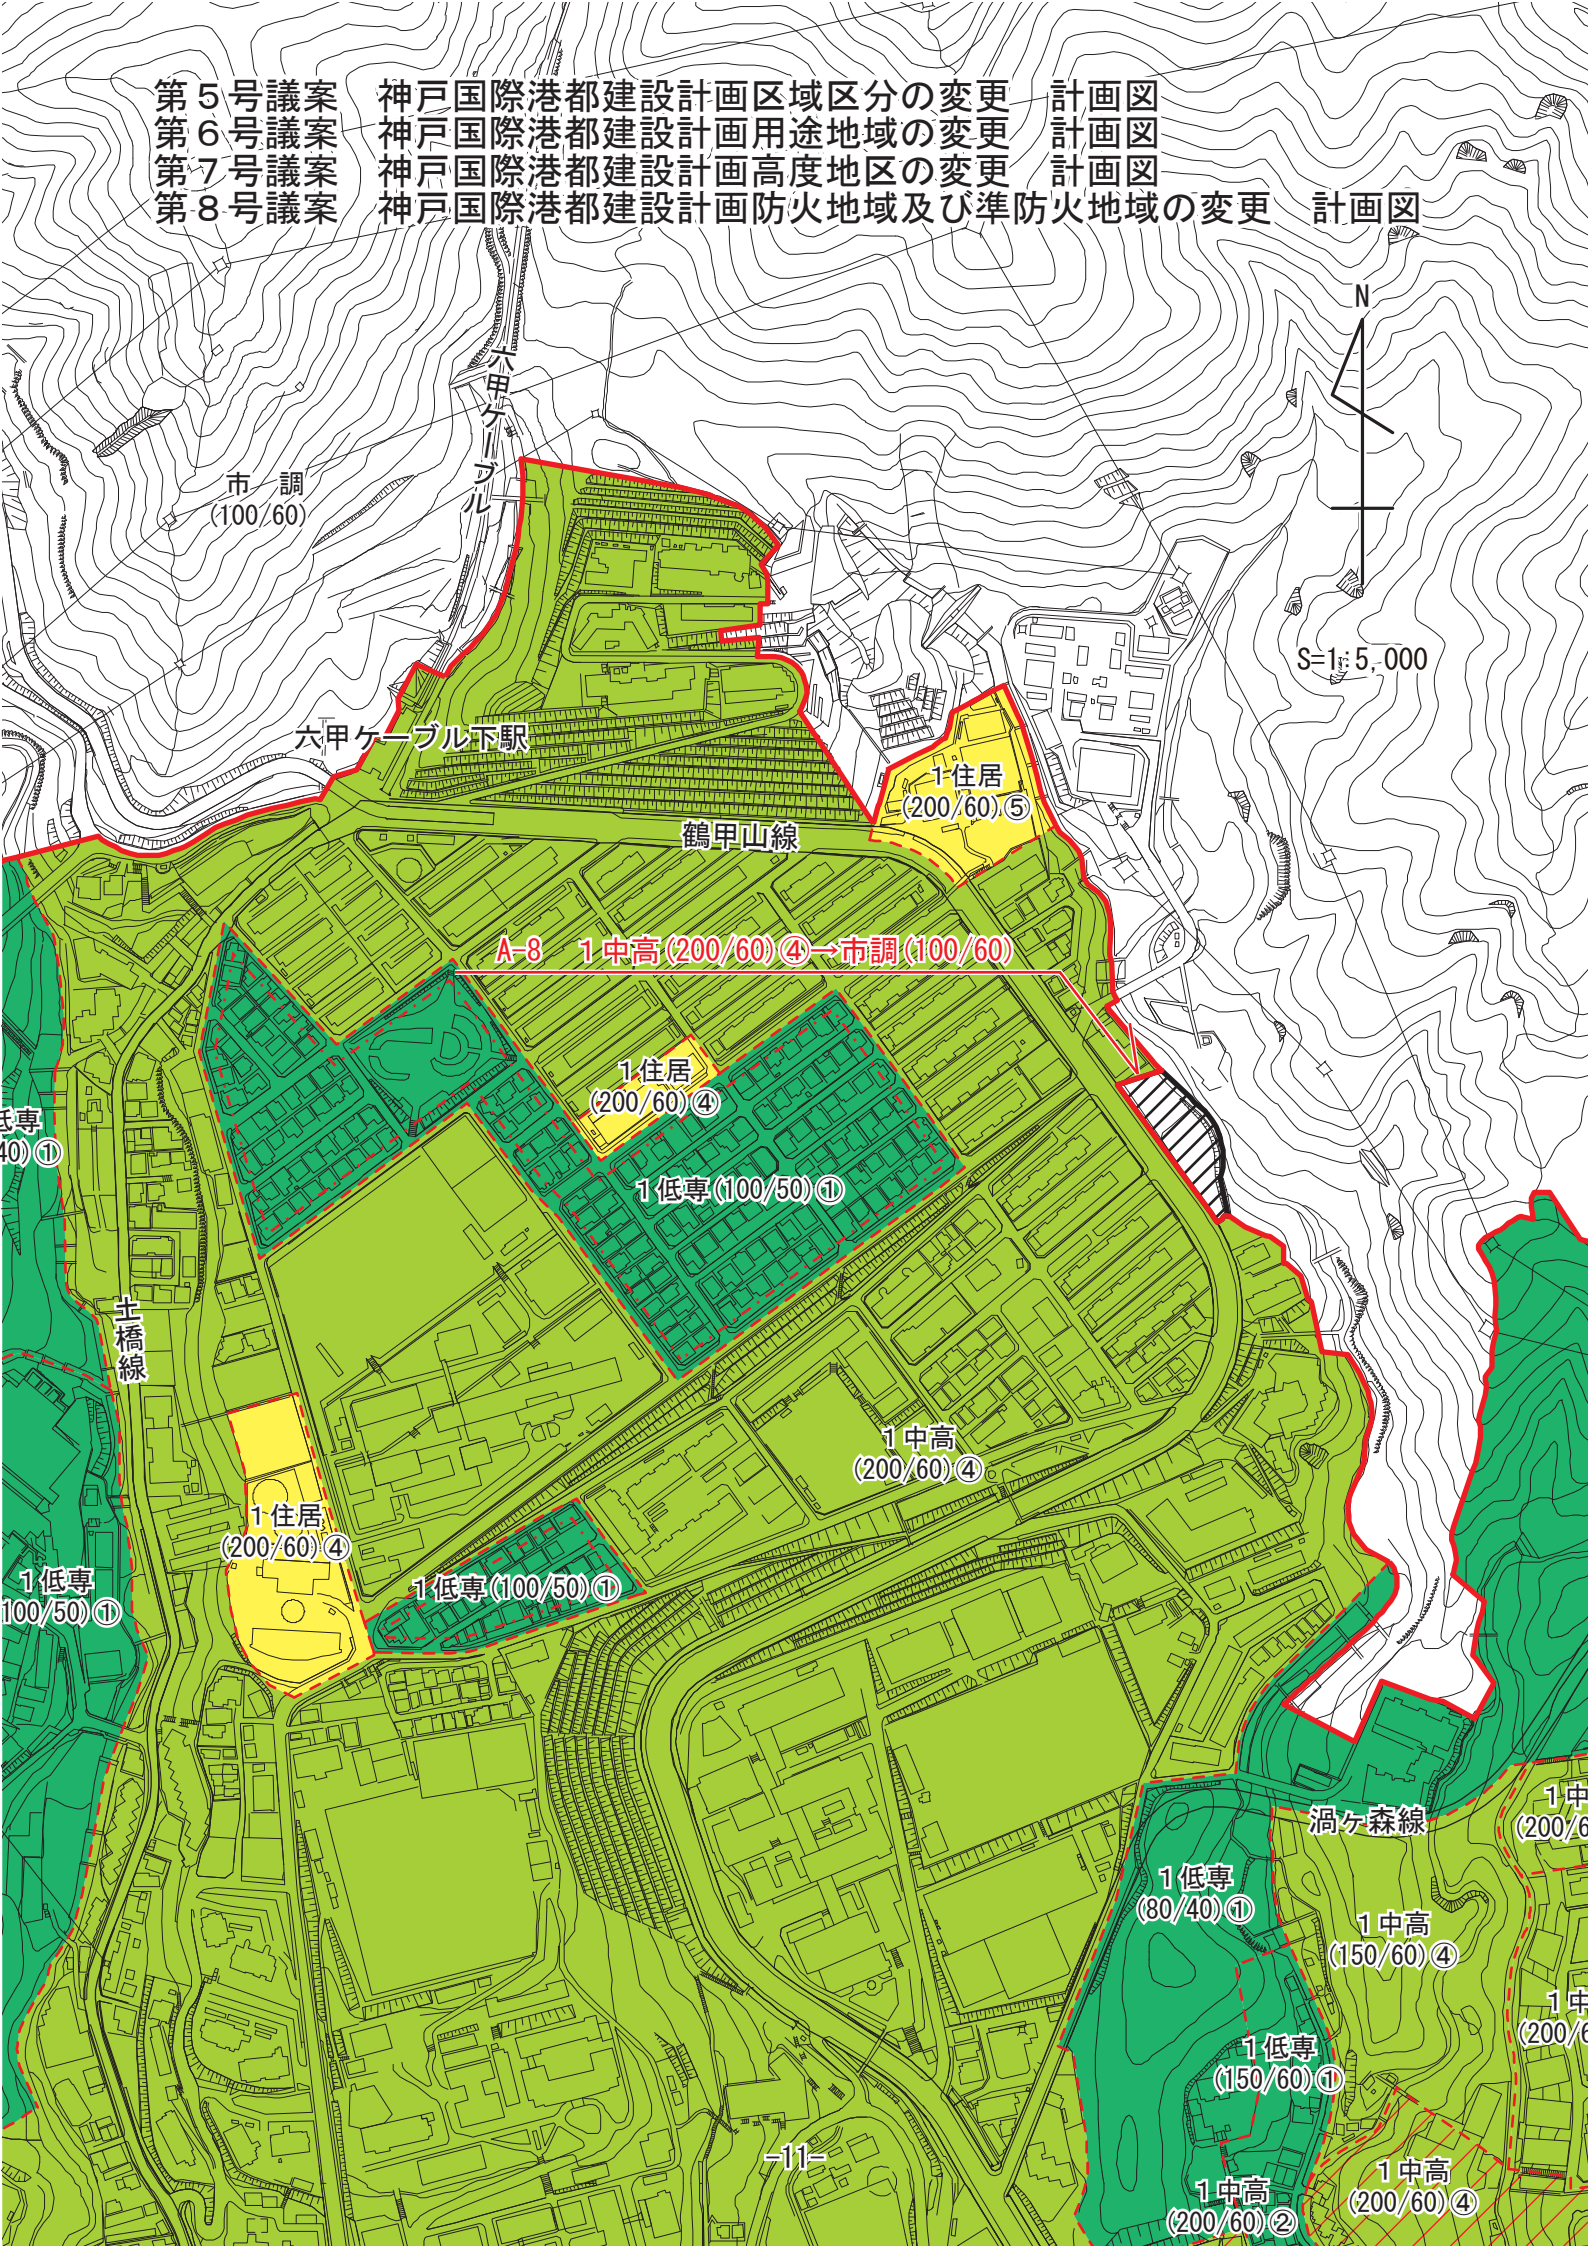 第５号議案　神戸国際港都建設計画区域区分の変更　計画図
第６号議案　神戸国際港都建設計画用途地域の変更　計画図
第７号議案　神戸国際港都建設計画高度地区の変更　計画図
第８号議案　神戸国際港都建設計画防火地域及び準防火地域の変更　計画図
N
六甲ケーブル
市　調
(100/60)
S=1:5,000
六甲ケーブル下駅
１住居
(200/60)⑤
鶴甲山線
A-8　１中高(200/60)④→市調(100/60)
１住居
(200/60)④
低専
40)①
１低専(100/50)①
土橋線
１中高
(200/60)④
１住居
(200/60)④
１低専
100/50)①
１低専(100/50)①
１中
(200/6
渦ヶ森線
１低専
(80/40)①
１中高
(150/60)④
１中
(200/6
１低専
(150/60)①
-11-
１中高
(200/60)④
１中高
(200/60)②